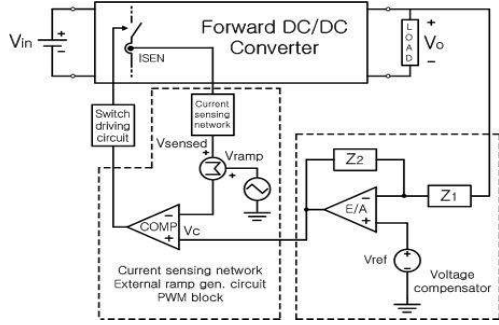 Forward DC/DC
Converter
Vin
+
−
ISEN
LOAD
+
Vo
−
Switch
driving
circuit
Current
sensing
network
Vsensed
+
Vramp
+
Σ
Z2
Z1
−
E/A
+
−
COMP
+
Vc
Vref
+
−
Voltage
compensator
Current sensing network
External ramp gen. circuit
PWM block